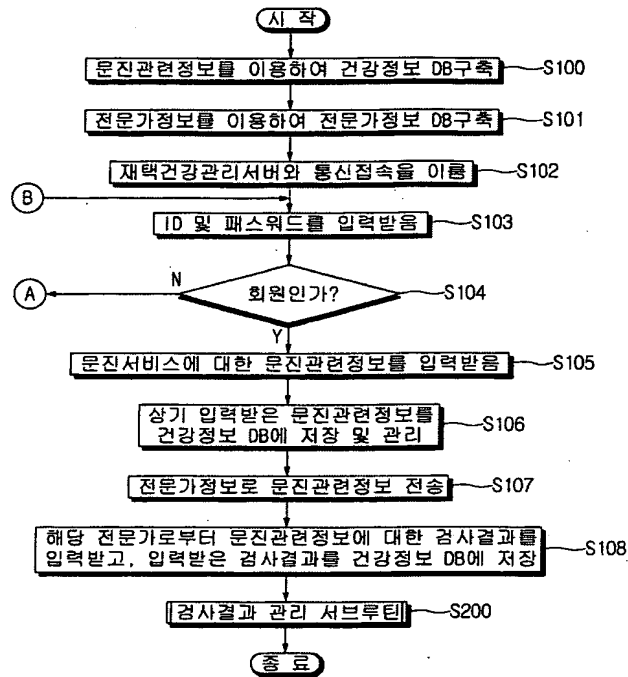 시 작
문진관련정보를 이용하여 건강정보 DB구축 S100
전문가정보를 이용하여 전문가정보 DB구축 S101
재택건강관리서버와 통신접속을 이룸 S102
B
ID 및 패스워드를 입력받음 S103
N
A 회원인가? S104
Y
문진서비스에 대한 문진관련정보를 입력받음 S105
상기 입력받은 문진관련정보를
건강정보 DB에 저장 및 관리 S106
전문가정보로 문진관련정보 전송 S107
해당 전문가로부터 문진관련정보에 대한 검사결과를
입력받고, 입력받은 검사결과를 건강정보 DB에 저장 S108
검사결과 관리 서브루틴 S200
종 료